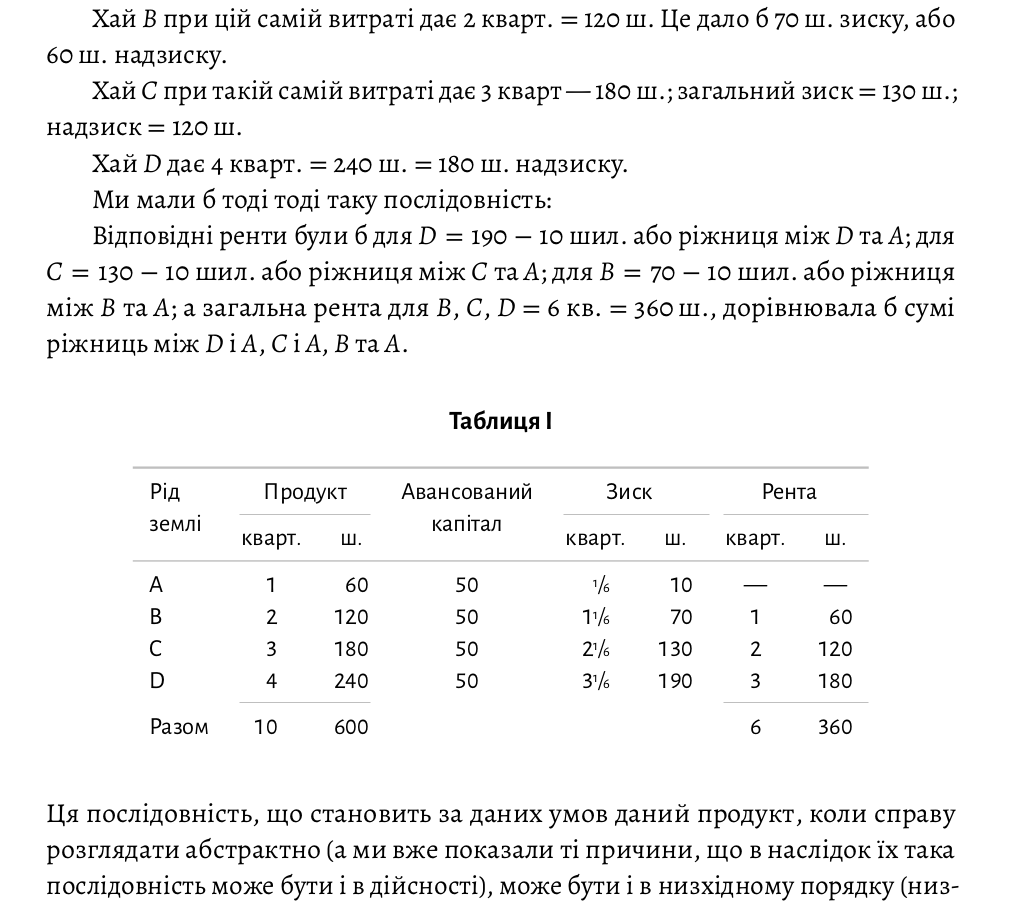 Хай B при цій самій витраті дає 2 кварт. = 120 ш. Це дало б 70 ш. зиску, або
60 ш. надзиску.
Хай C при такій самій витраті дає 3 кварт — 180 ш.; загальний зиск = 130 ш.;
надзиск = 120 ш.
Хай D дає 4 кварт. = 240 ш. = 180 ш. надзиску.
Ми мали б тоді тоді таку послідовність:
Відповідні ренти були б для D = 190 – 10 шил. або ріжниця між D та A; для
C = 130 – 10 шил. або ріжниця між C та A; для B = 70 – 10 шил. або ріжниця
між B та A; а загальна рента для B, C, D = 6 кв. = 360 ш., дорівнювала б сумі
ріжниць між D і A, C і A, B та A.
Таблиця I
Рід Продукт Авансований Зиск Рента
землі капітал
кварт. ш. кварт. ш. кварт. ш.
A 1 60 50 1/6 10 — —
B 2 120 50 1 1/6 70 1 60
C 3 180 50 2 1/6 130 2 120
D 4 240 50 3 1/6 190 3 180
Разом 10 600 6 360
Ця послідовність, що становить за даних умов даний продукт, коли справу
розглядати абстрактно (а ми вже показали ті причини, що в наслідок їх така
послідовність може бути і в дійсності), може бути і в низхідному порядку (низ-